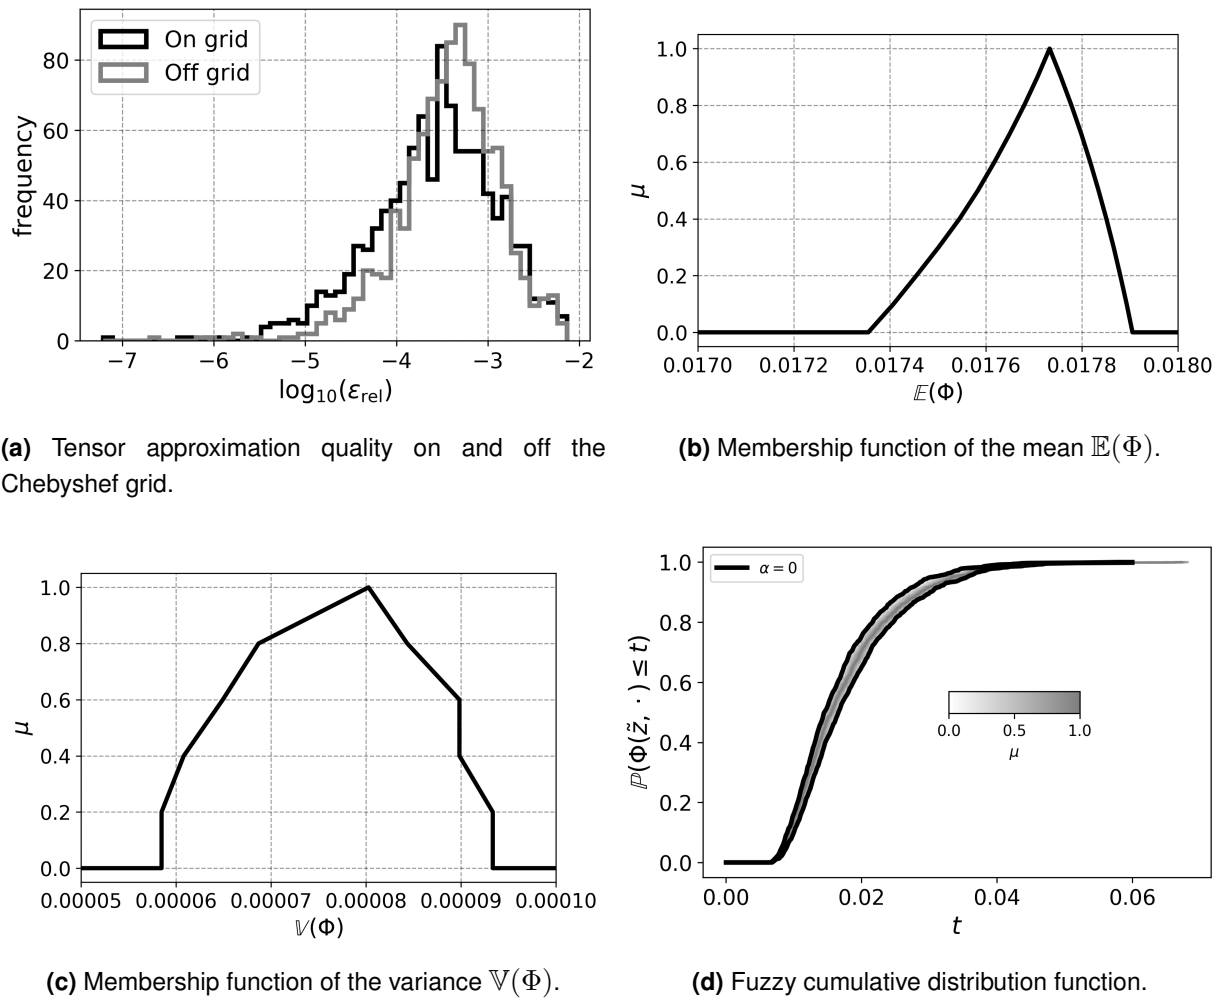 On grid
Off grid
80
60
40
20
0
frequency
−7 −6 −5 −4 −3 −2
log10(εrel)
(a) Tensor approximation quality on and off the
Chebyshef grid.
1.0
0.8
0.6
0.4
0.2
0.0
μ
0.0170 0.0172 0.0174 0.0176 0.0178 0.0180
𝔼(Φ)
(b) Membership function of the mean 𝔼(Φ).
1.0
0.8
0.6
0.4
0.2
0.0
μ
0.00005 0.00006 0.00007 0.00008 0.00009 0.00010
𝕍(Φ)
(c) Membership function of the variance 𝕍(Φ).
α = 0
1.0
0.8
0.6
0.4
0.2
0.0
ℙ(Φ(z̃, ·) ≤ t)
0.0 0.5 1.0
μ
0.00 0.02 0.04 0.06
t
(d) Fuzzy cumulative distribution function.